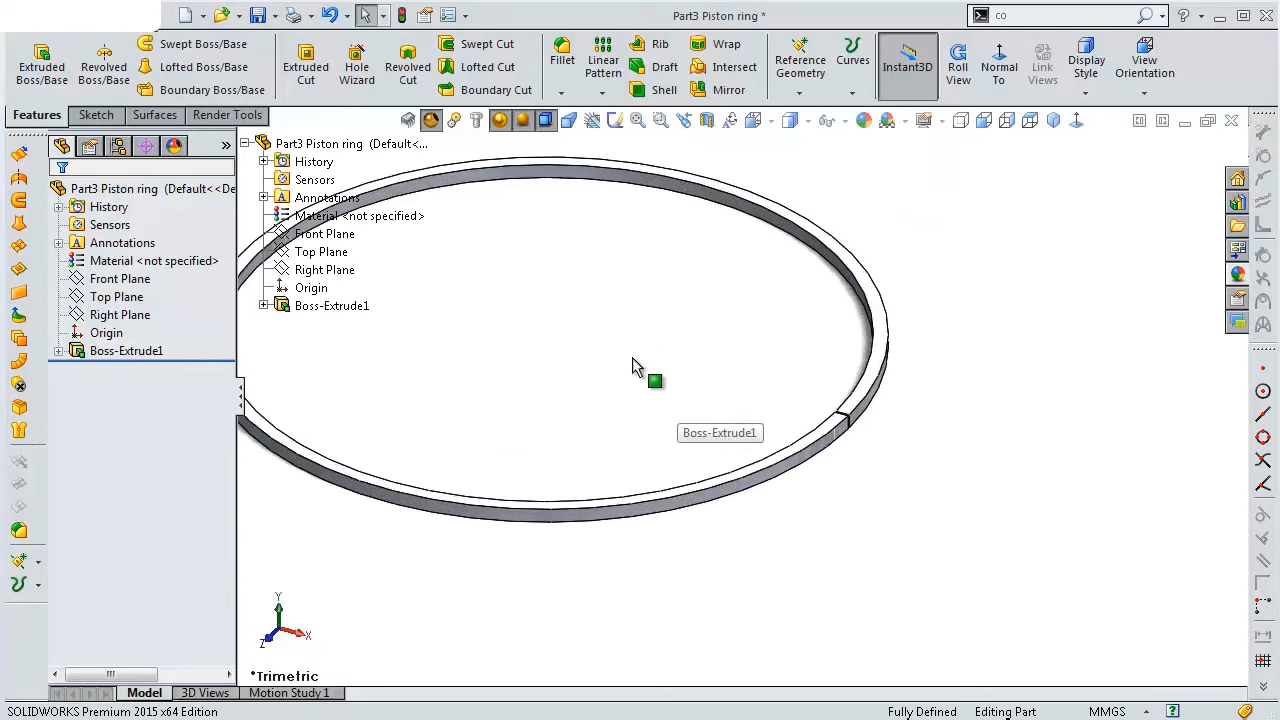 Part3 Piston ring *
co
Extruded Boss/Base
Revolved Boss/Base
Swept Boss/Base
Lofted Boss/Base
Boundary Boss/Base
Extruded Cut
Hole Wizard
Revolved Cut
Swept Cut
Lofted Cut
Boundary Cut
Fillet
Linear Pattern
Rib
Draft
Shell
Wrap
Intersect
Mirror
Reference Geometry
Curves
Instant3D
Roll View
Normal To
Link Views
Display Style
View Orientation
Features
Sketch
Surfaces
Render Tools
Part3 Piston ring (Default<<De
History
Sensors
Annotations
Material <not specified>
Front Plane
Top Plane
Right Plane
Origin
Boss-Extrude1
Part3 Piston ring (Default<...
History
Sensors
Annotations
Material <not specified>
Front Plane
Top Plane
Right Plane
Origin
Boss-Extrude1
Boss-Extrude1
Y
X
Z
*Trimetric
Model
3D Views
Motion Study 1
SOLIDWORKS Premium 2015 x64 Edition
Fully Defined
Editing Part
MMGS